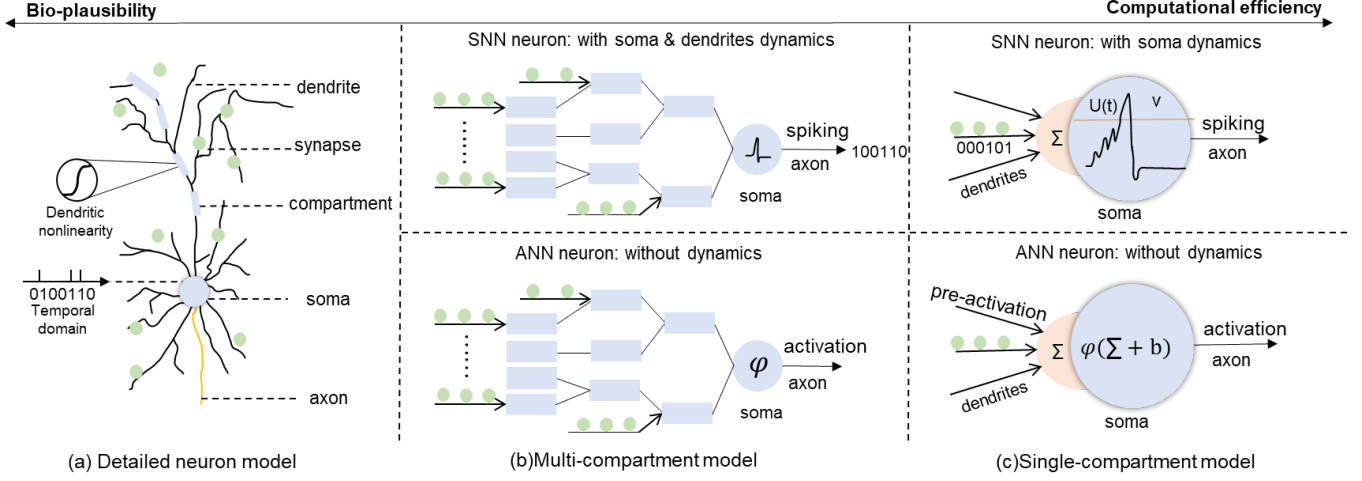 Bio-plausibility
Computational efficiency
dendrite
synapse
compartment
Dendritic
nonlinearity
0100110
Temporal
domain
soma
axon
(a) Detailed neuron model
SNN neuron: with soma & dendrites dynamics
spiking
axon
100110
soma
ANN neuron: without dynamics
φ
activation
axon
soma
(b)Multi-compartment model
SNN neuron: with soma dynamics
000101
dendrites
Σ
U(t)
v
spiking
axon
soma
ANN neuron: without dynamics
pre-activation
dendrites
Σ
φ(Σ + b)
activation
axon
soma
(c)Single-compartment model